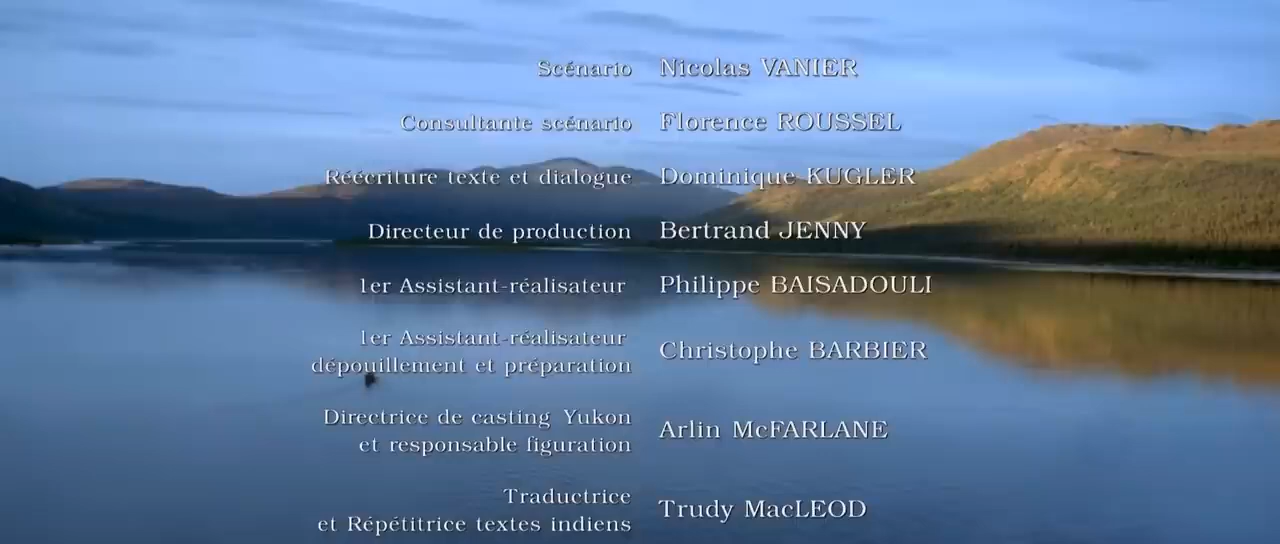 Scénario Nicolas VANIER
Consultante scénario Florence ROUSSEL
Réécriture texte et dialogue Dominique KUGLER
Directeur de production Bertrand JENNY
1er Assistant-réalisateur Philippe BAISADOULI
1er Assistant-réalisateur
dépouillement et préparation Christophe BARBIER
Directrice de casting Yukon
et responsable figuration Arlin McFARLANE
Traductrice
et Répétitrice textes indiens Trudy MacLEOD